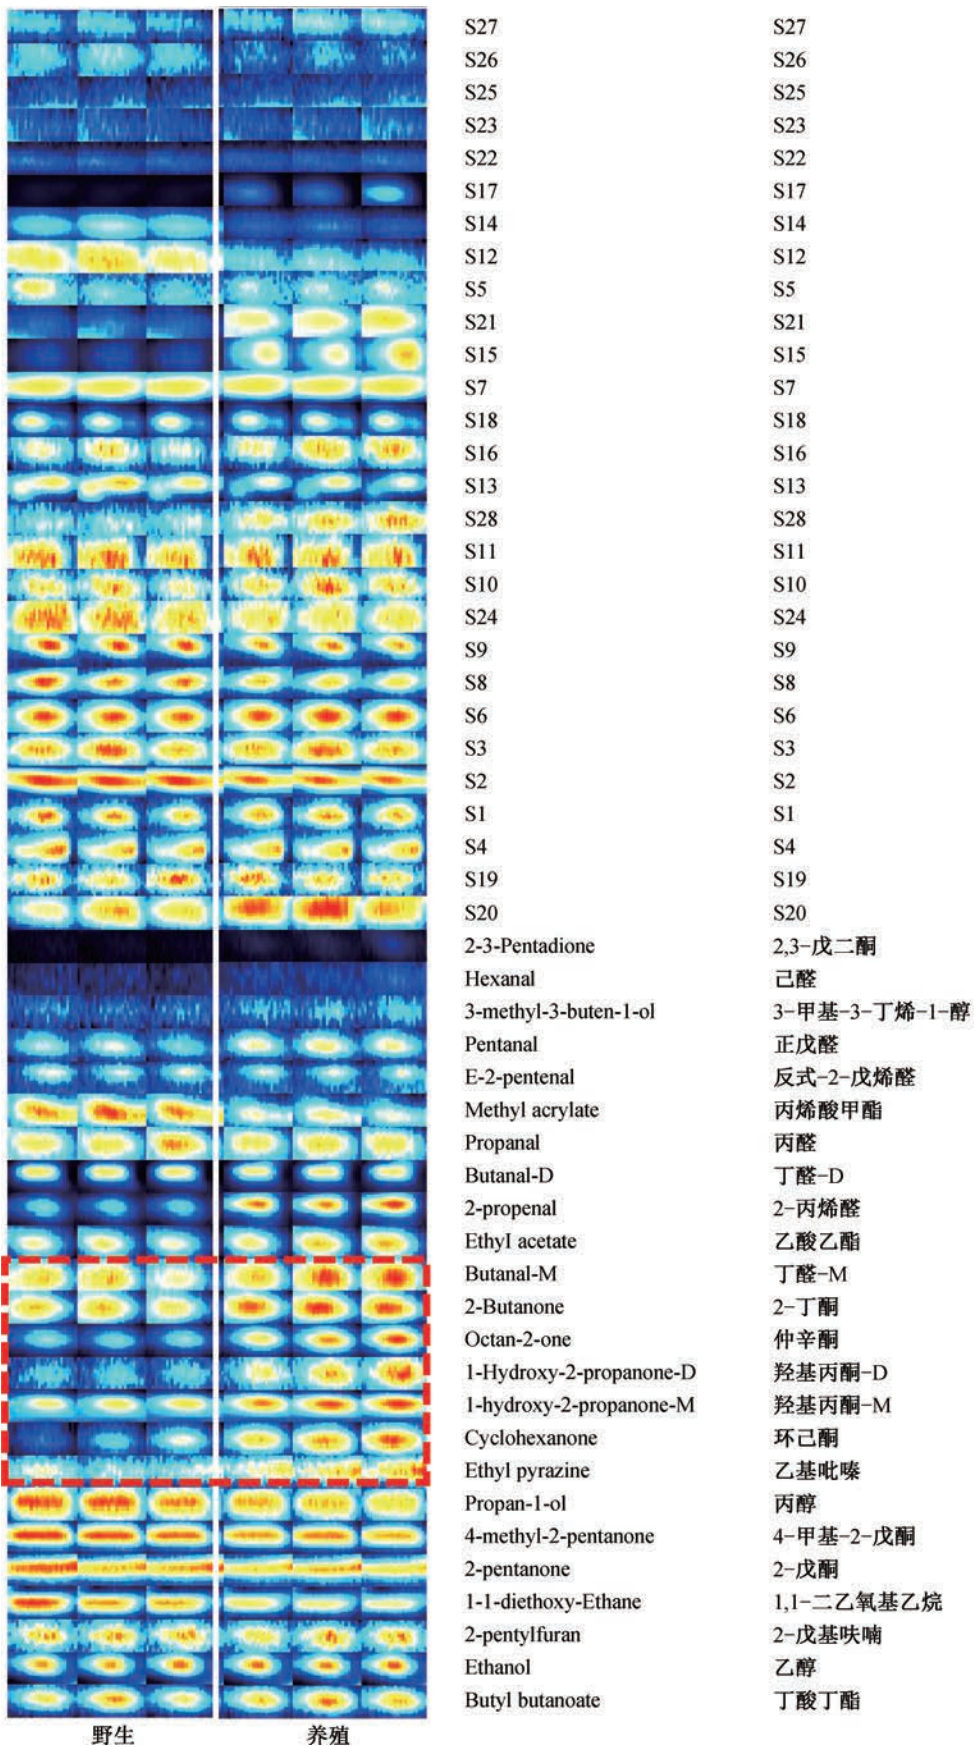 S27 S27
S26 S26
S25 S25
S23 S23
S22 S22
S17 S17
S14 S14
S12 S12
S5 S5
S21 S21
S15 S15
S7 S7
S18 S18
S16 S16
S13 S13
S28 S28
S11 S11
S10 S10
S24 S24
S9 S9
S8 S8
S6 S6
S3 S3
S2 S2
S1 S1
S4 S4
S19 S19
S20 S20
2-3-Pentadione 2,3-戊二酮
Hexanal 己醛
3-methyl-3-buten-1-ol 3-甲基-3-丁烯-1-醇
Pentanal 正戊醛
E-2-pentenal 反式-2-戊烯醛
Methyl acrylate 丙烯酸甲酯
Propanal 丙醛
Butanal-D 丁醛-D
2-propenal 2-丙烯醛
Ethyl acetate 乙酸乙酯
Butanal-M 丁醛-M
2-Butanone 2-丁酮
Octan-2-one 仲辛酮
1-Hydroxy-2-propanone-D 羟基丙酮-D
1-hydroxy-2-propanone-M 羟基丙酮-M
Cyclohexanone 环己酮
Ethyl pyrazine 乙基吡嗪
Propan-1-ol 丙醇
4-methyl-2-pentanone 4-甲基-2-戊酮
2-pentanone 2-戊酮
1-1-diethoxy-Ethane 1,1-二乙氧基乙烷
2-pentylfuran 2-戊基呋喃
Ethanol 乙醇
Butyl butanoate 丁酸丁酯
野生 养殖